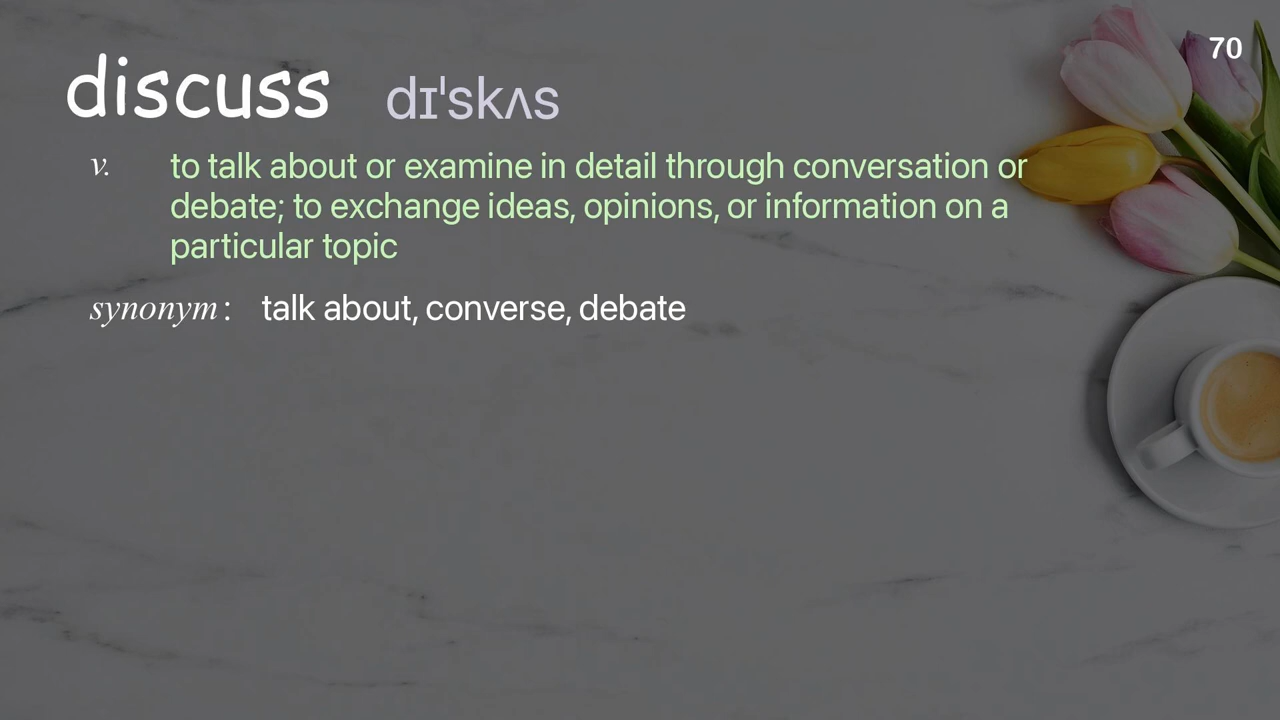 70
discuss dɪˈskʌs
v. to talk about or examine in detail through conversation or
debate; to exchange ideas, opinions, or information on a
particular topic
synonym : talk about, converse, debate